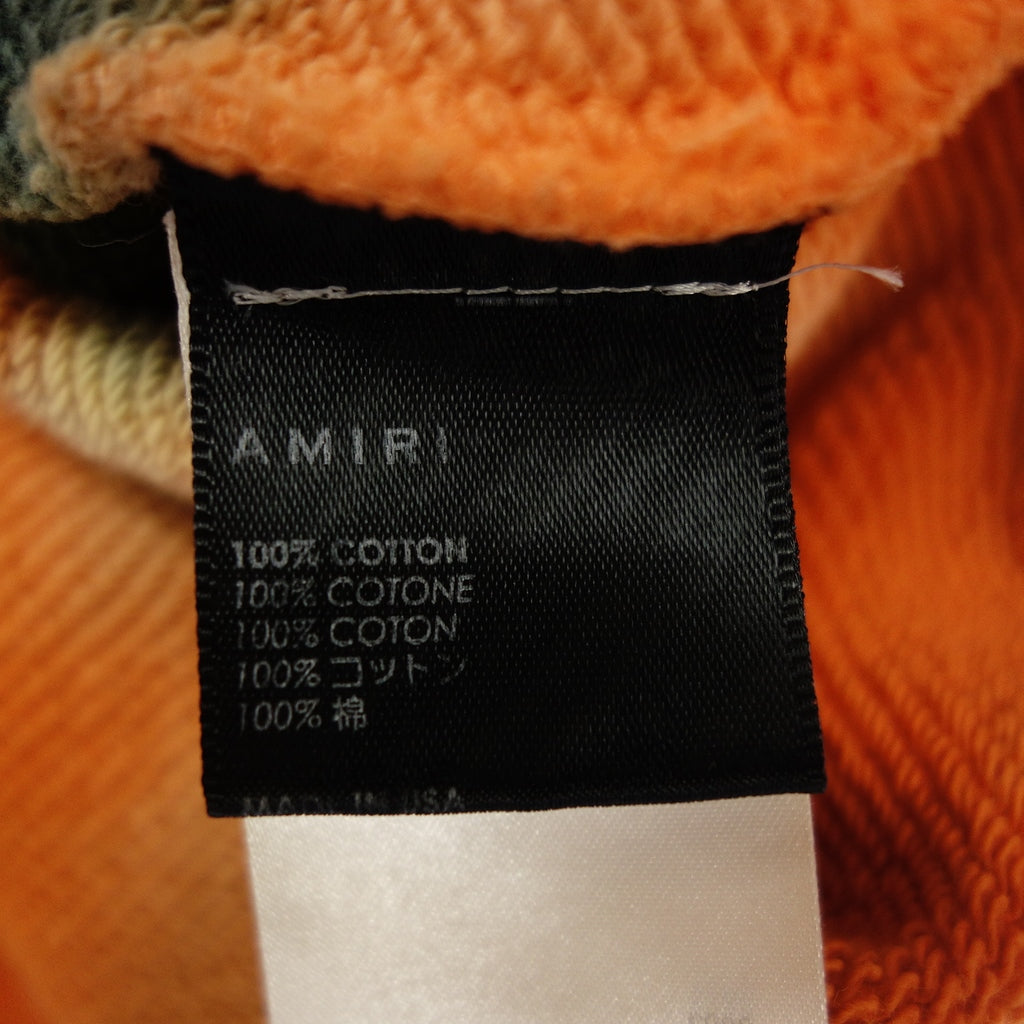 AMIRI
100% COTTON
100% COTONE
100% COTON
100% コットン
100% 棉
MADE IN USA